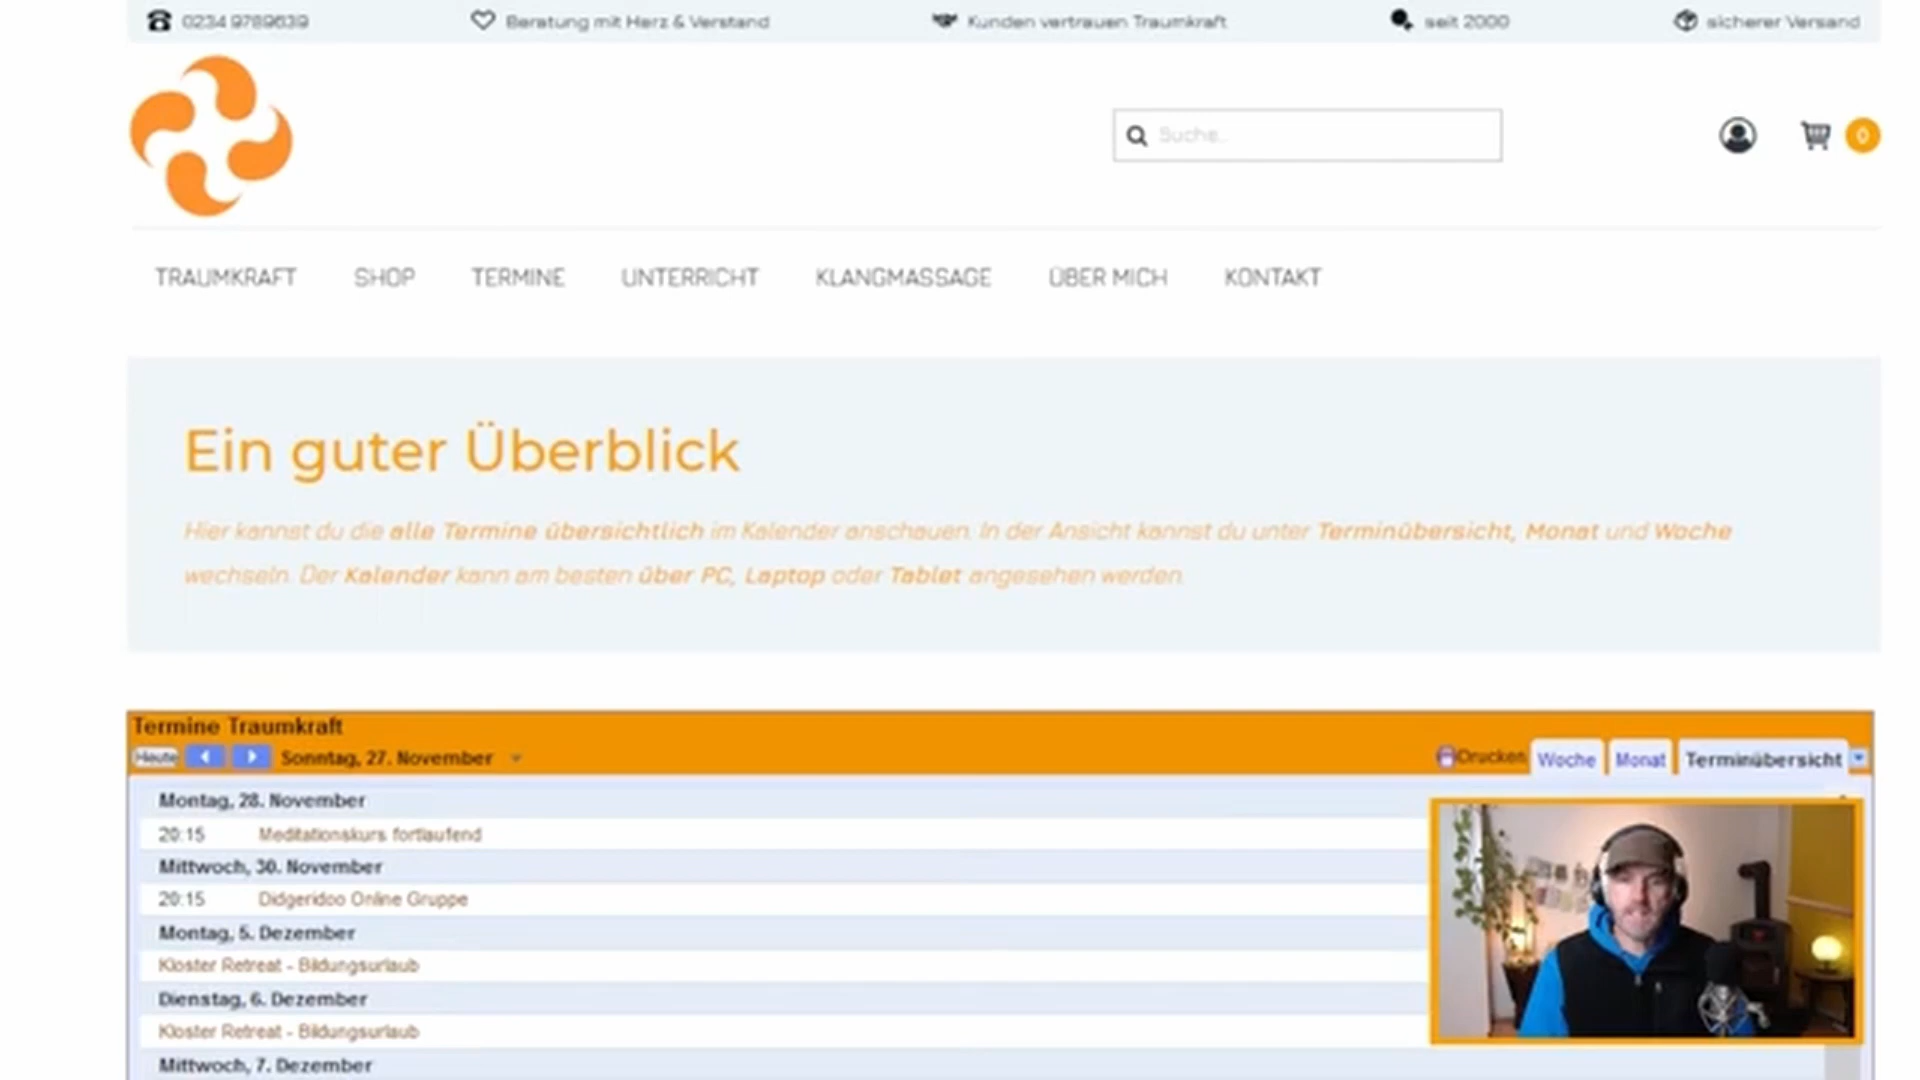 0234 9789639 Beratung mit Herz & Verstand Kunden vertrauen Traumkraft seit 2000 sicherer Versand
Suche... 0
TRAUMKRAFT SHOP TERMINE UNTERRICHT KLANGMASSAGE ÜBER MICH KONTAKT
Ein guter Überblick
Hier kannst du die alle Termine übersichtlich im Kalender anschauen. In der Ansicht kannst du unter Terminübersicht, Monat und Woche
wechseln. Der Kalender kann am besten über PC, Laptop oder Tablet angesehen werden.
Termine Traumkraft
Heute Sonntag, 27. November Drucken Woche Monat Terminübersicht
Montag, 28. November
20:15 Meditationskurs fortlaufend
Mittwoch, 30. November
20:15 Didgeridoo Online Gruppe
Montag, 5. Dezember
Kloster Retreat - Bildungsurlaub
Dienstag, 6. Dezember
Kloster Retreat - Bildungsurlaub
Mittwoch, 7. Dezember